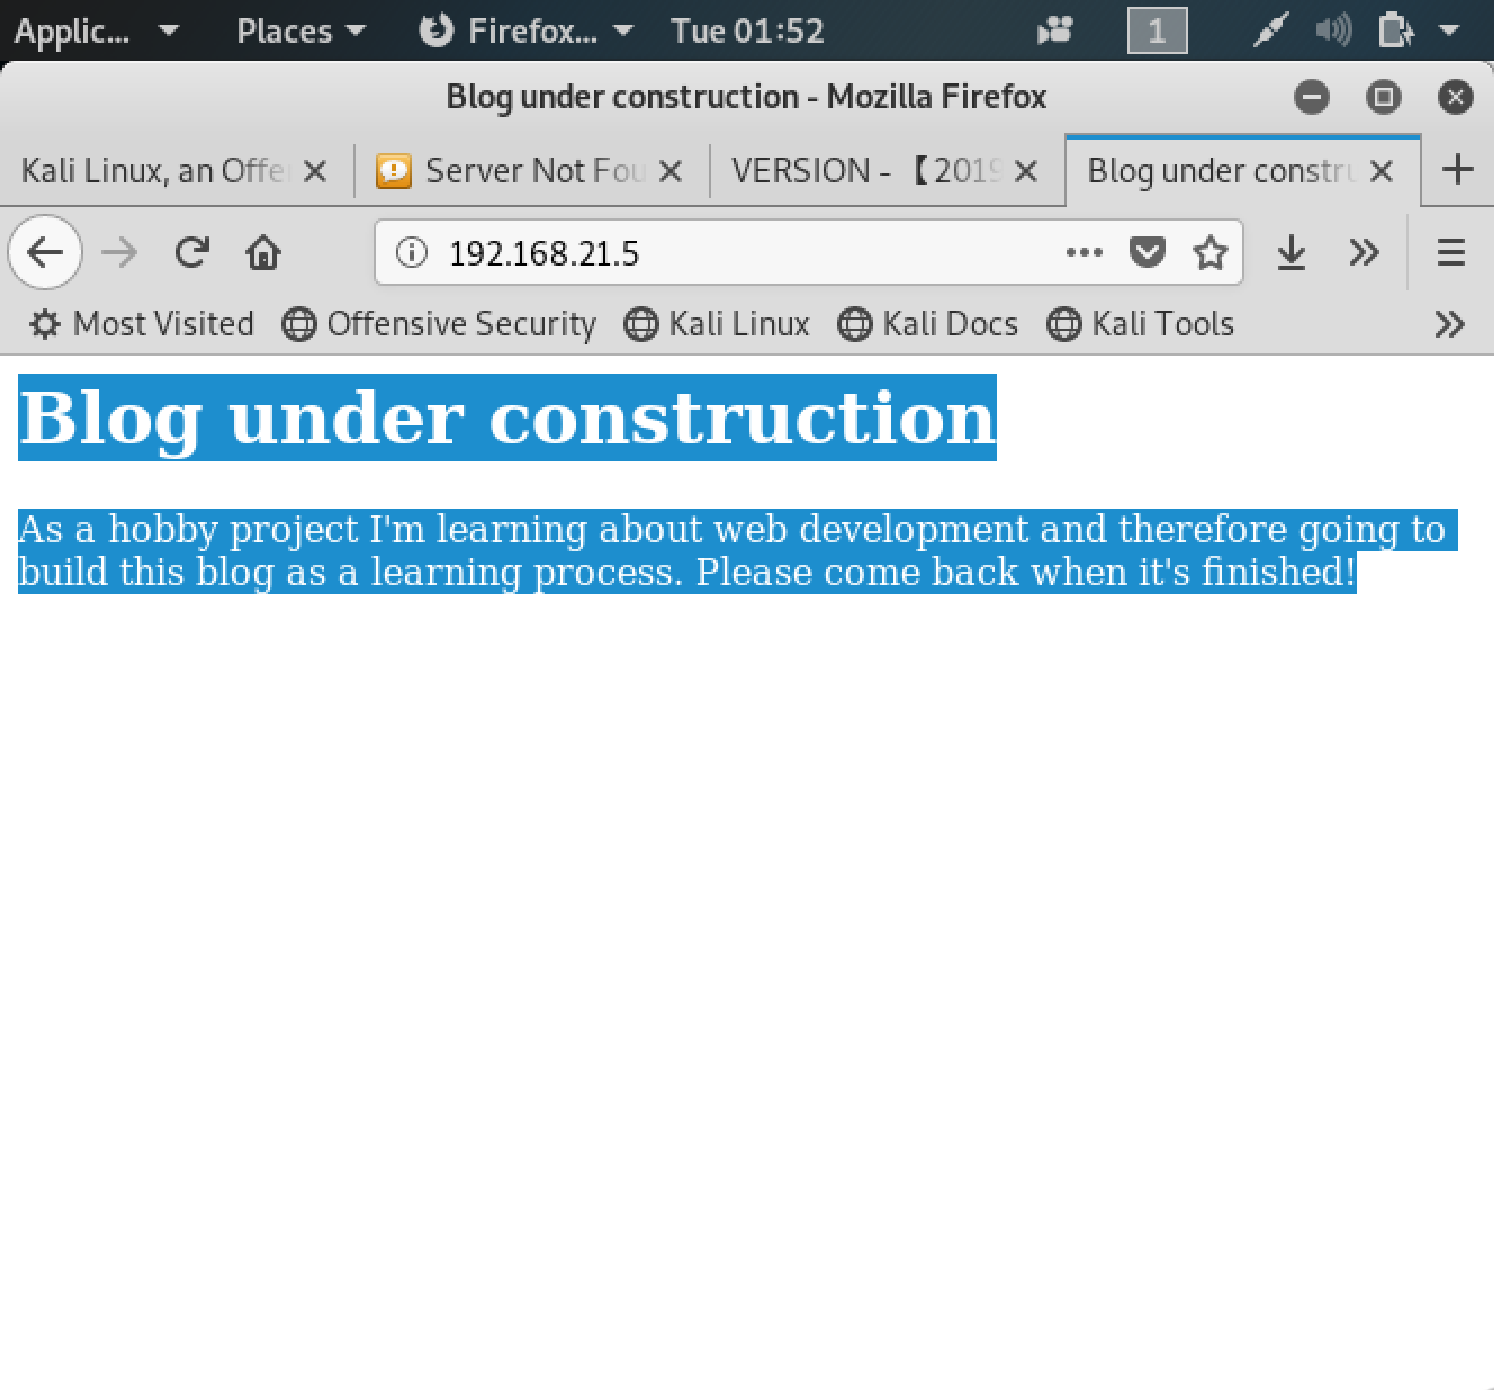 Applic... Places Firefox... Tue 01:52 1
Blog under construction - Mozilla Firefox
Kali Linux, an Offe Server Not Fou VERSION - 【2019 Blog under constru
192.168.21.5
Most Visited Offensive Security Kali Linux Kali Docs Kali Tools
Blog under construction
As a hobby project I'm learning about web development and therefore going to
build this blog as a learning process. Please come back when it's finished!